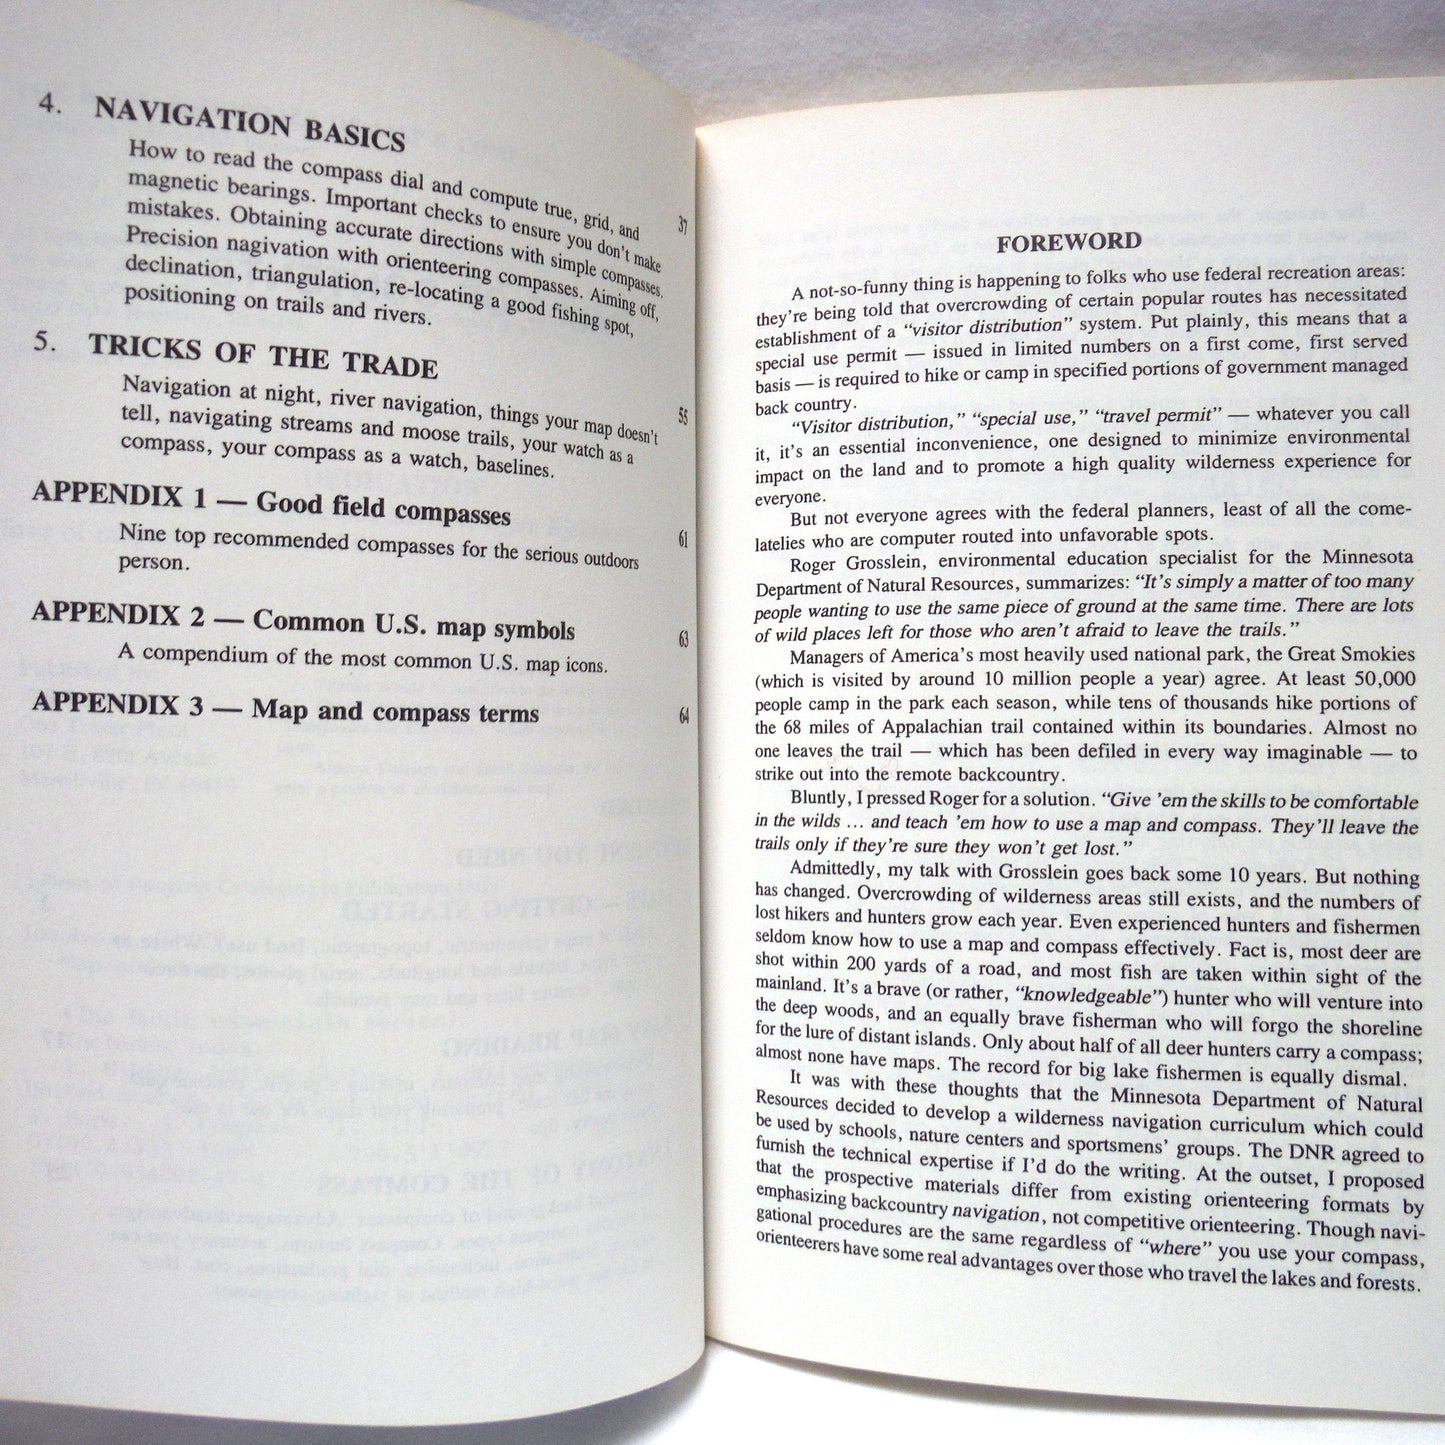 4. NAVIGATION BASICS
How to read the compass dial and compute true, grid, and 37
magnetic bearings. Important checks to ensure you don't make
mistakes. Obtaining accurate directions with simple compasses.
Precision nagivation with orienteering compasses. Aiming off,
declination, triangulation, re-locating a good fishing spot,
positioning on trails and rivers.
5. TRICKS OF THE TRADE
Navigation at night, river navigation, things your map doesn't 55
tell, navigating streams and moose trails, your watch as a
compass, your compass as a watch, baselines.
APPENDIX 1 — Good field compasses
Nine top recommended compasses for the serious outdoors 61
person.
APPENDIX 2 — Common U.S. map symbols 63
A compendium of the most common U.S. map icons.
APPENDIX 3 — Map and compass terms 64
FOREWORD
A not-so-funny thing is happening to folks who use federal recreation areas:
they're being told that overcrowding of certain popular routes has necessitated
establishment of a "visitor distribution" system. Put plainly, this means that a
special use permit — issued in limited numbers on a first come, first served
basis — is required to hike or camp in specified portions of government managed
back country.
"Visitor distribution," "special use," "travel permit" — whatever you call
it, it's an essential inconvenience, one designed to minimize environmental
impact on the land and to promote a high quality wilderness experience for
everyone.
But not everyone agrees with the federal planners, least of all the come-
latelies who are computer routed into unfavorable spots.
Roger Grosslein, environmental education specialist for the Minnesota
Department of Natural Resources, summarizes: "It's simply a matter of too many
people wanting to use the same piece of ground at the same time. There are lots
of wild places left for those who aren't afraid to leave the trails."
Managers of America's most heavily used national park, the Great Smokies
(which is visited by around 10 million people a year) agree. At least 50,000
people camp in the park each season, while tens of thousands hike portions of
the 68 miles of Appalachian trail contained within its boundaries. Almost no
one leaves the trail — which has been defiled in every way imaginable — to
strike out into the remote backcountry.
Bluntly, I pressed Roger for a solution. "Give 'em the skills to be comfortable
in the wilds ... and teach 'em how to use a map and compass. They'll leave the
trails only if they're sure they won't get lost."
Admittedly, my talk with Grosslein goes back some 10 years. But nothing
has changed. Overcrowding of wilderness areas still exists, and the numbers of
lost hikers and hunters grow each year. Even experienced hunters and fishermen
seldom know how to use a map and compass effectively. Fact is, most deer are
shot within 200 yards of a road, and most fish are taken within sight of the
mainland. It's a brave (or rather, "knowledgeable") hunter who will venture into
the deep woods, and an equally brave fisherman who will forgo the shoreline
for the lure of distant islands. Only about half of all deer hunters carry a compass;
almost none have maps. The record for big lake fishermen is equally dismal.
It was with these thoughts that the Minnesota Department of Natural
Resources decided to develop a wilderness navigation curriculum which could
be used by schools, nature centers and sportsmens' groups. The DNR agreed to
furnish the technical expertise if I'd do the writing. At the outset, I proposed
that the prospective materials differ from existing orienteering formats by
emphasizing backcountry navigation, not competitive orienteering. Though navi-
gational procedures are the same regardless of "where" you use your compass,
orienteerers have some real advantages over those who travel the lakes and forests.